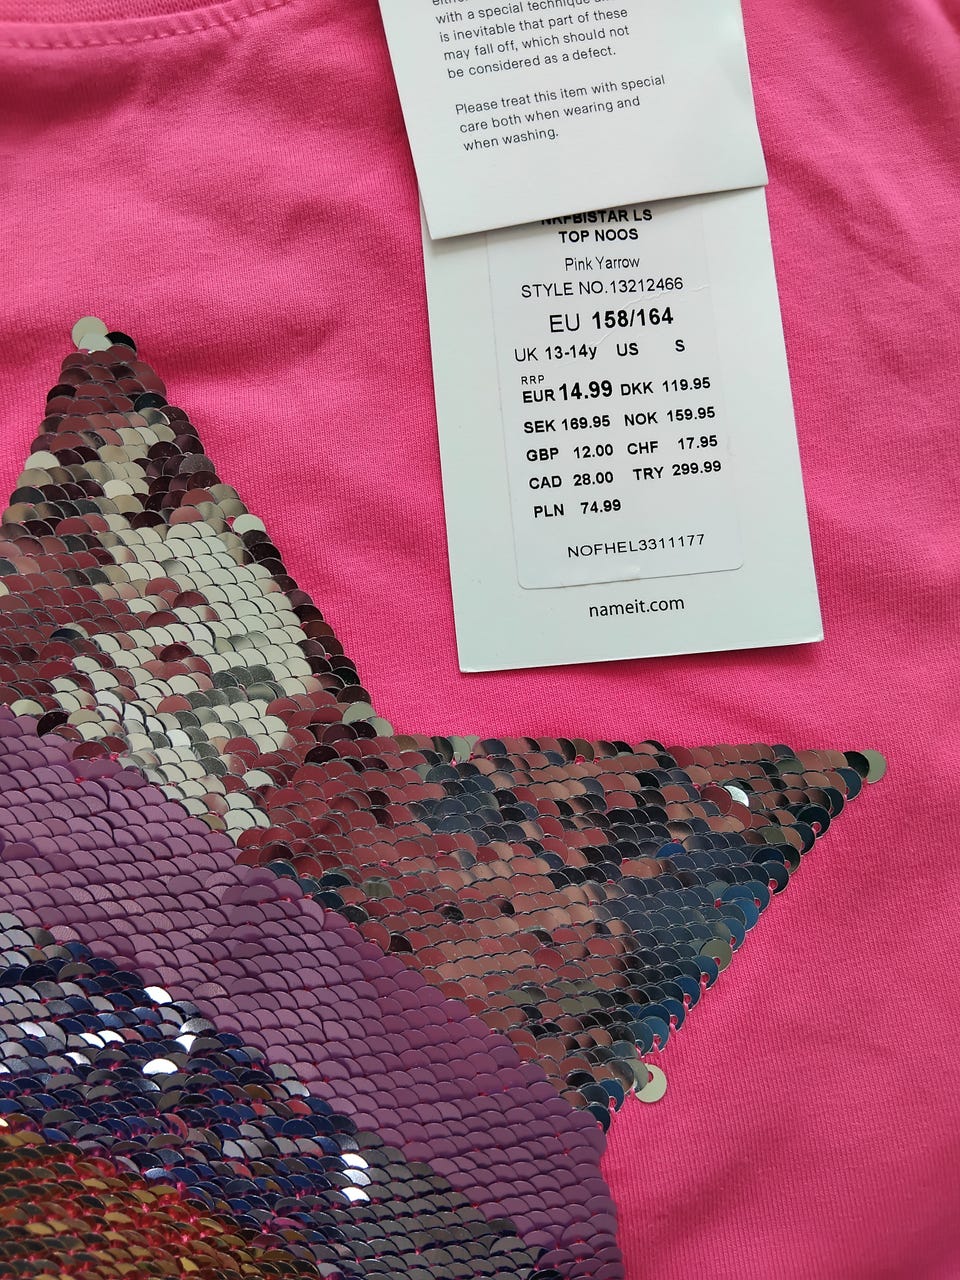 with a special technique
is inevitable that part of these
may fall off, which should not
be considered as a defect.
Please treat this item with special
care both when wearing and
when washing.
NKFBISTAR LS
TOP NOOS
Pink Yarrow
STYLE NO.13212466
EU 158/164
UK 13-14y US S
RRP
EUR 14.99 DKK 119.95
SEK 169.95 NOK 159.95
GBP 12.00 CHF 17.95
CAD 28.00 TRY 299.99
PLN 74.99
NOFHEL3311177
nameit.com